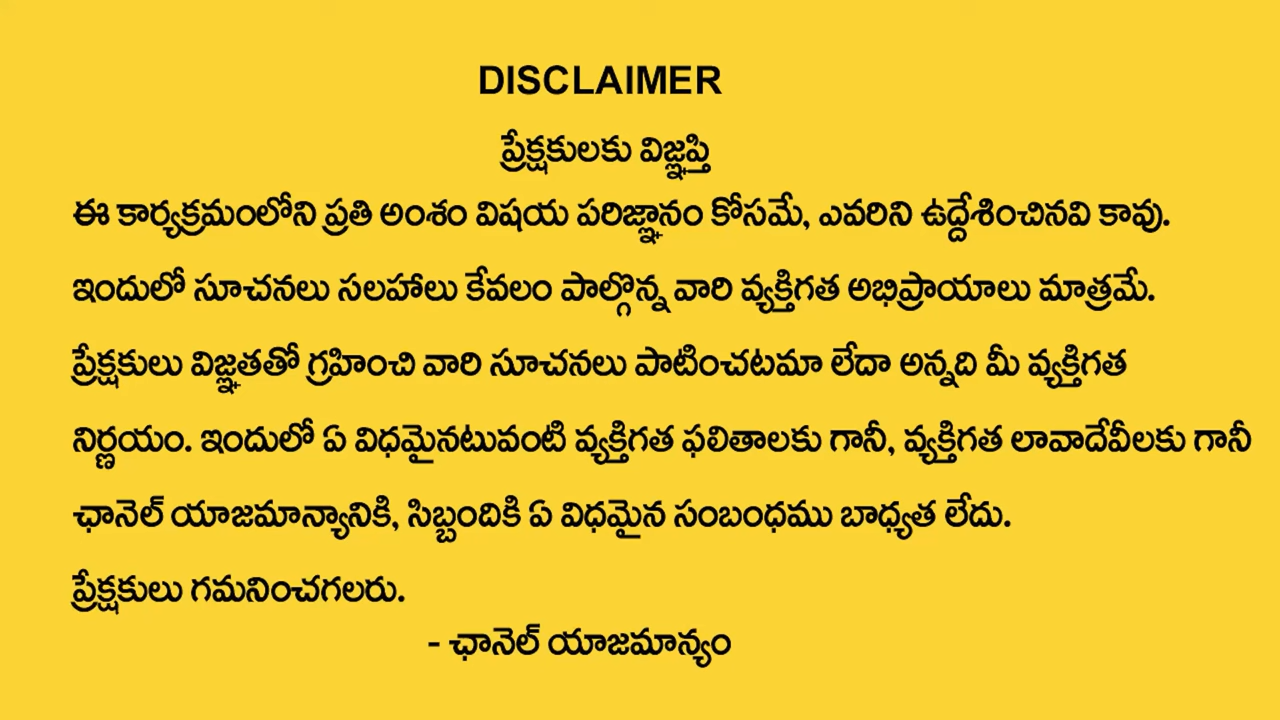 DISCLAIMER
ప్రేక్షకులకు విజ్ఞప్తి
ఈ కార్యక్రమంలోని ప్రతి అంశం విషయ పరిజ్ఞానం కోసమే, ఎవరిని ఉద్దేశించినవి కావు.
ఇందులో సూచనలు సలహాలు కేవలం పాల్గొన్న వారి వ్యక్తిగత అభిప్రాయాలు మాత్రమే.
ప్రేక్షకులు విజ్ఞతతో గ్రహించి వారి సూచనలు పాటించటమా లేదా అన్నది మీ వ్యక్తిగత
నిర్ణయం. ఇందులో ఏ విధమైనటువంటి వ్యక్తిగత ఫలితాలకు గానీ, వ్యక్తిగత లావాదేవీలకు గానీ
ఛానెల్ యాజమాన్యానికి, సిబ్బందికి ఏ విధమైన సంబంధము బాధ్యత లేదు.
ప్రేక్షకులు గమనించగలరు.
- ఛానెల్ యాజమాన్యం